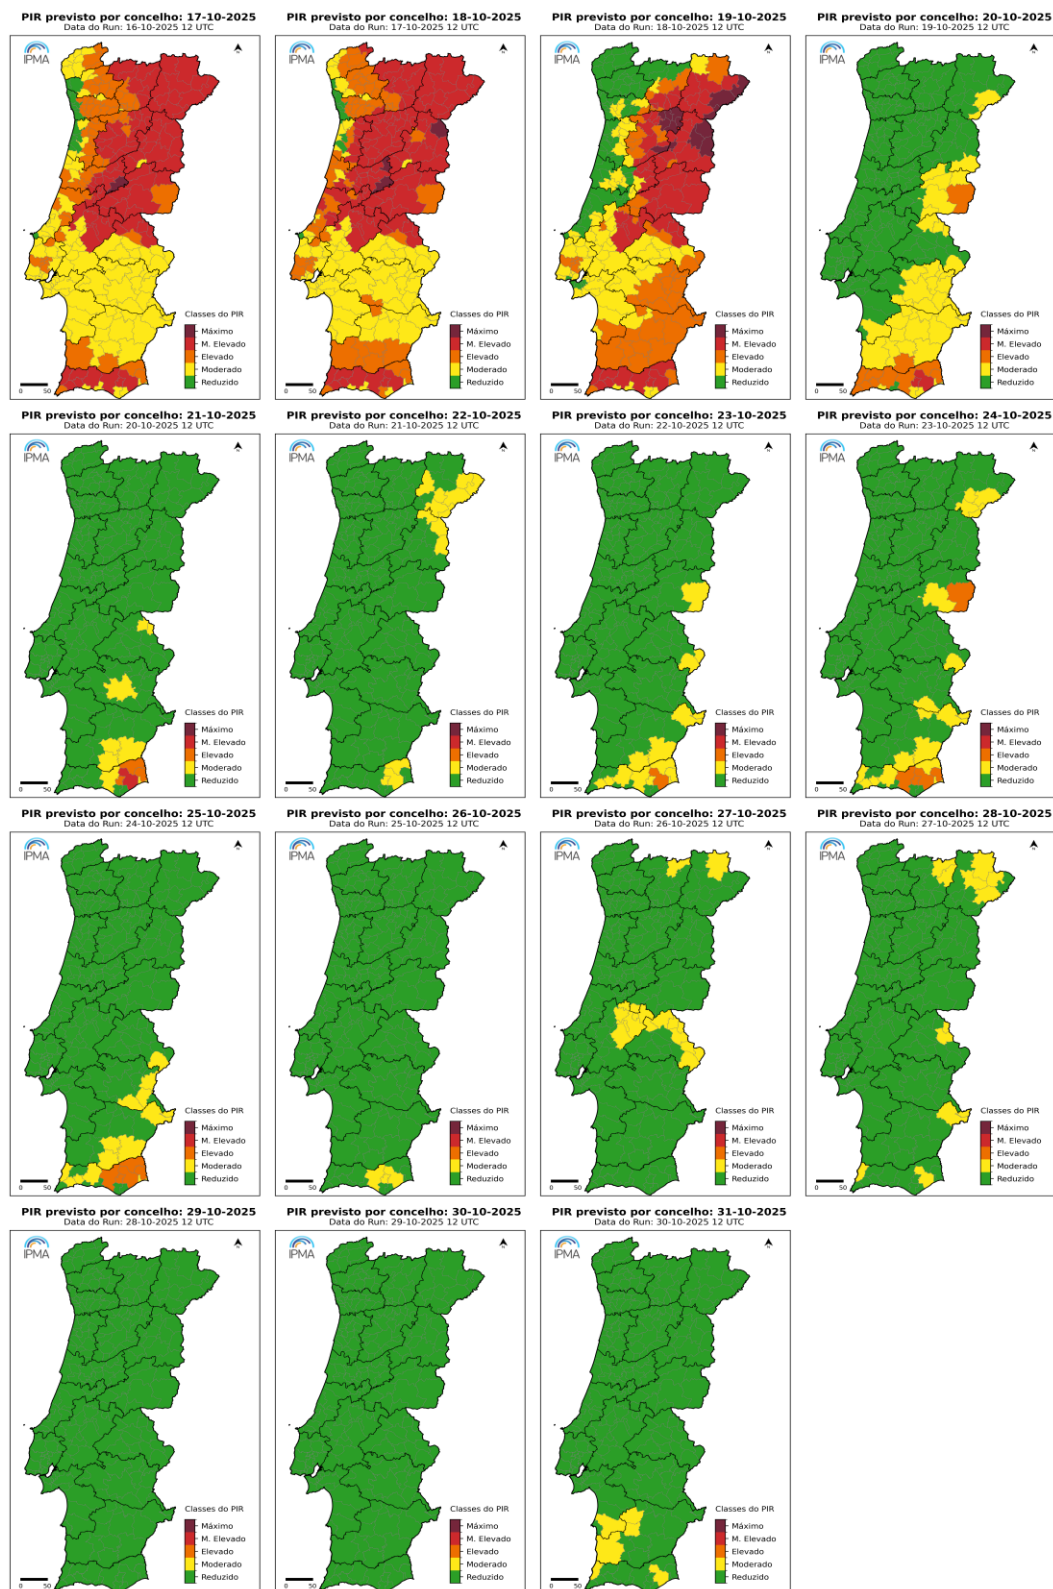 PIR previsto por concelho: 17-10-2025
Data do Run: 16-10-2025 12 UTC
IPMA
N
Classes do PIR
Máximo
M. Elevado
Elevado
Moderado
Reduzido
0 50
PIR previsto por concelho: 18-10-2025
Data do Run: 17-10-2025 12 UTC
IPMA
N
Classes do PIR
Máximo
M. Elevado
Elevado
Moderado
Reduzido
0 50
PIR previsto por concelho: 19-10-2025
Data do Run: 18-10-2025 12 UTC
IPMA
N
Classes do PIR
Máximo
M. Elevado
Elevado
Moderado
Reduzido
0 50
PIR previsto por concelho: 20-10-2025
Data do Run: 19-10-2025 12 UTC
IPMA
N
Classes do PIR
Máximo
M. Elevado
Elevado
Moderado
Reduzido
0 50
PIR previsto por concelho: 21-10-2025
Data do Run: 20-10-2025 12 UTC
IPMA
N
Classes do PIR
Máximo
M. Elevado
Elevado
Moderado
Reduzido
0 50
PIR previsto por concelho: 22-10-2025
Data do Run: 21-10-2025 12 UTC
IPMA
N
Classes do PIR
Máximo
M. Elevado
Elevado
Moderado
Reduzido
0 50
PIR previsto por concelho: 23-10-2025
Data do Run: 22-10-2025 12 UTC
IPMA
N
Classes do PIR
Máximo
M. Elevado
Elevado
Moderado
Reduzido
0 50
PIR previsto por concelho: 24-10-2025
Data do Run: 23-10-2025 12 UTC
IPMA
N
Classes do PIR
Máximo
M. Elevado
Elevado
Moderado
Reduzido
0 50
PIR previsto por concelho: 25-10-2025
Data do Run: 24-10-2025 12 UTC
IPMA
N
Classes do PIR
Máximo
M. Elevado
Elevado
Moderado
Reduzido
0 50
PIR previsto por concelho: 26-10-2025
Data do Run: 25-10-2025 12 UTC
IPMA
N
Classes do PIR
Máximo
M. Elevado
Elevado
Moderado
Reduzido
0 50
PIR previsto por concelho: 27-10-2025
Data do Run: 26-10-2025 12 UTC
IPMA
N
Classes do PIR
Máximo
M. Elevado
Elevado
Moderado
Reduzido
0 50
PIR previsto por concelho: 28-10-2025
Data do Run: 27-10-2025 12 UTC
IPMA
N
Classes do PIR
Máximo
M. Elevado
Elevado
Moderado
Reduzido
0 50
PIR previsto por concelho: 29-10-2025
Data do Run: 28-10-2025 12 UTC
IPMA
N
Classes do PIR
Máximo
M. Elevado
Elevado
Moderado
Reduzido
0 50
PIR previsto por concelho: 30-10-2025
Data do Run: 29-10-2025 12 UTC
IPMA
N
Classes do PIR
Máximo
M. Elevado
Elevado
Moderado
Reduzido
0 50
PIR previsto por concelho: 31-10-2025
Data do Run: 30-10-2025 12 UTC
IPMA
N
Classes do PIR
Máximo
M. Elevado
Elevado
Moderado
Reduzido
0 50